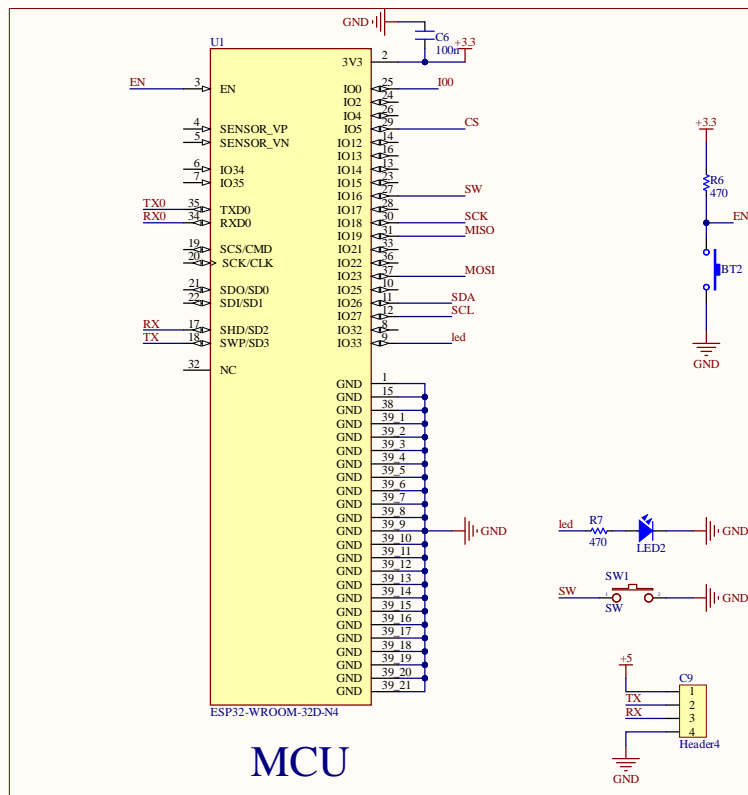 GND
C6
100n
+3.3
U1
3V3 2
EN 3 EN
IO0 25 I00
IO2 24
IO4 26
4 SENSOR_VP
IO5 29 CS
5 SENSOR_VN
IO12 14
IO13 16
6 IO34
IO14 13
7 IO35
IO15 23
IO16 27 SW
TX0 35 TXD0
IO17 28
RX0 34 RXD0
IO18 30 SCK
IO19 31 MISO
19 SCS/CMD
IO21 33
20 SCK/CLK
IO22 36
IO23 37 MOSI
21 SDO/SD0
IO25 10
22 SDI/SD1
IO26 11 SDA
IO27 12 SCL
RX 17 SHD/SD2
IO32 8
TX 18 SWP/SD3
IO33 9 led
32 NC
GND 1
GND 15
GND 38
GND 39_1
GND 39_2
GND 39_3
GND 39_4
GND 39_5
GND 39_6
GND 39_7
GND 39_8
GND 39_9 GND
GND 39_10
GND 39_11
GND 39_12
GND 39_13
GND 39_14
GND 39_15
GND 39_16
GND 39_17
GND 39_18
GND 39_19
GND 39_20
GND 39_21
ESP32-WROOM-32D-N4
MCU
+3.3
R6
470
EN
BT2
GND
led R7
470
LED2
GND
SW1
SW 1 2 GND
SW
+5
C9
1
TX 2
RX 3
4
Header4
GND